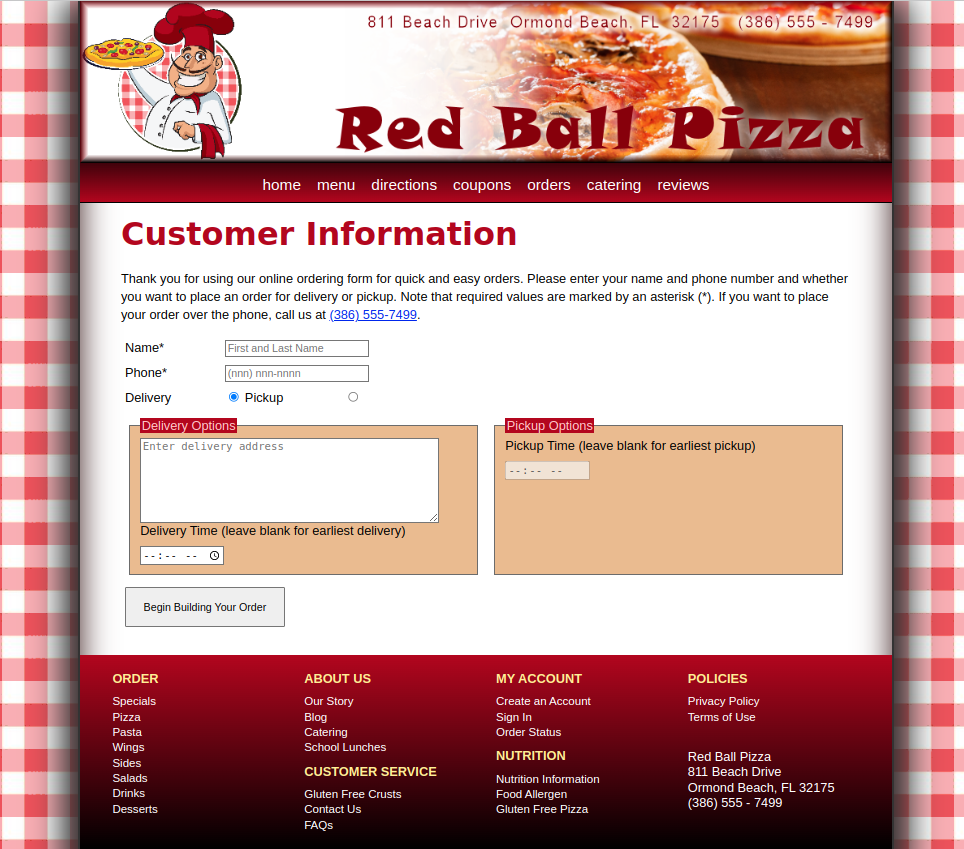 811 Beach Drive  Ormond Beach, FL  32175   (386) 555 - 7499
Red Ball Pizza
home menu directions coupons orders catering reviews
Customer Information
Thank you for using our online ordering form for quick and easy orders. Please enter your name and phone number and whether
you want to place an order for delivery or pickup. Note that required values are marked by an asterisk (*). If you want to place
your order over the phone, call us at (386) 555-7499.
Name* First and Last Name
Phone* (nnn) nnn-nnnn
Delivery Pickup
Delivery Options
Enter delivery address
Delivery Time (leave blank for earliest delivery)
--:-- --
Pickup Options
Pickup Time (leave blank for earliest pickup)
--:-- --
Begin Building Your Order
ORDER
Specials
Pizza
Pasta
Wings
Sides
Salads
Drinks
Desserts
ABOUT US
Our Story
Blog
Catering
School Lunches
CUSTOMER SERVICE
Gluten Free Crusts
Contact Us
FAQs
MY ACCOUNT
Create an Account
Sign In
Order Status
NUTRITION
Nutrition Information
Food Allergen
Gluten Free Pizza
POLICIES
Privacy Policy
Terms of Use
Red Ball Pizza
811 Beach Drive
Ormond Beach, FL 32175
(386) 555 - 7499